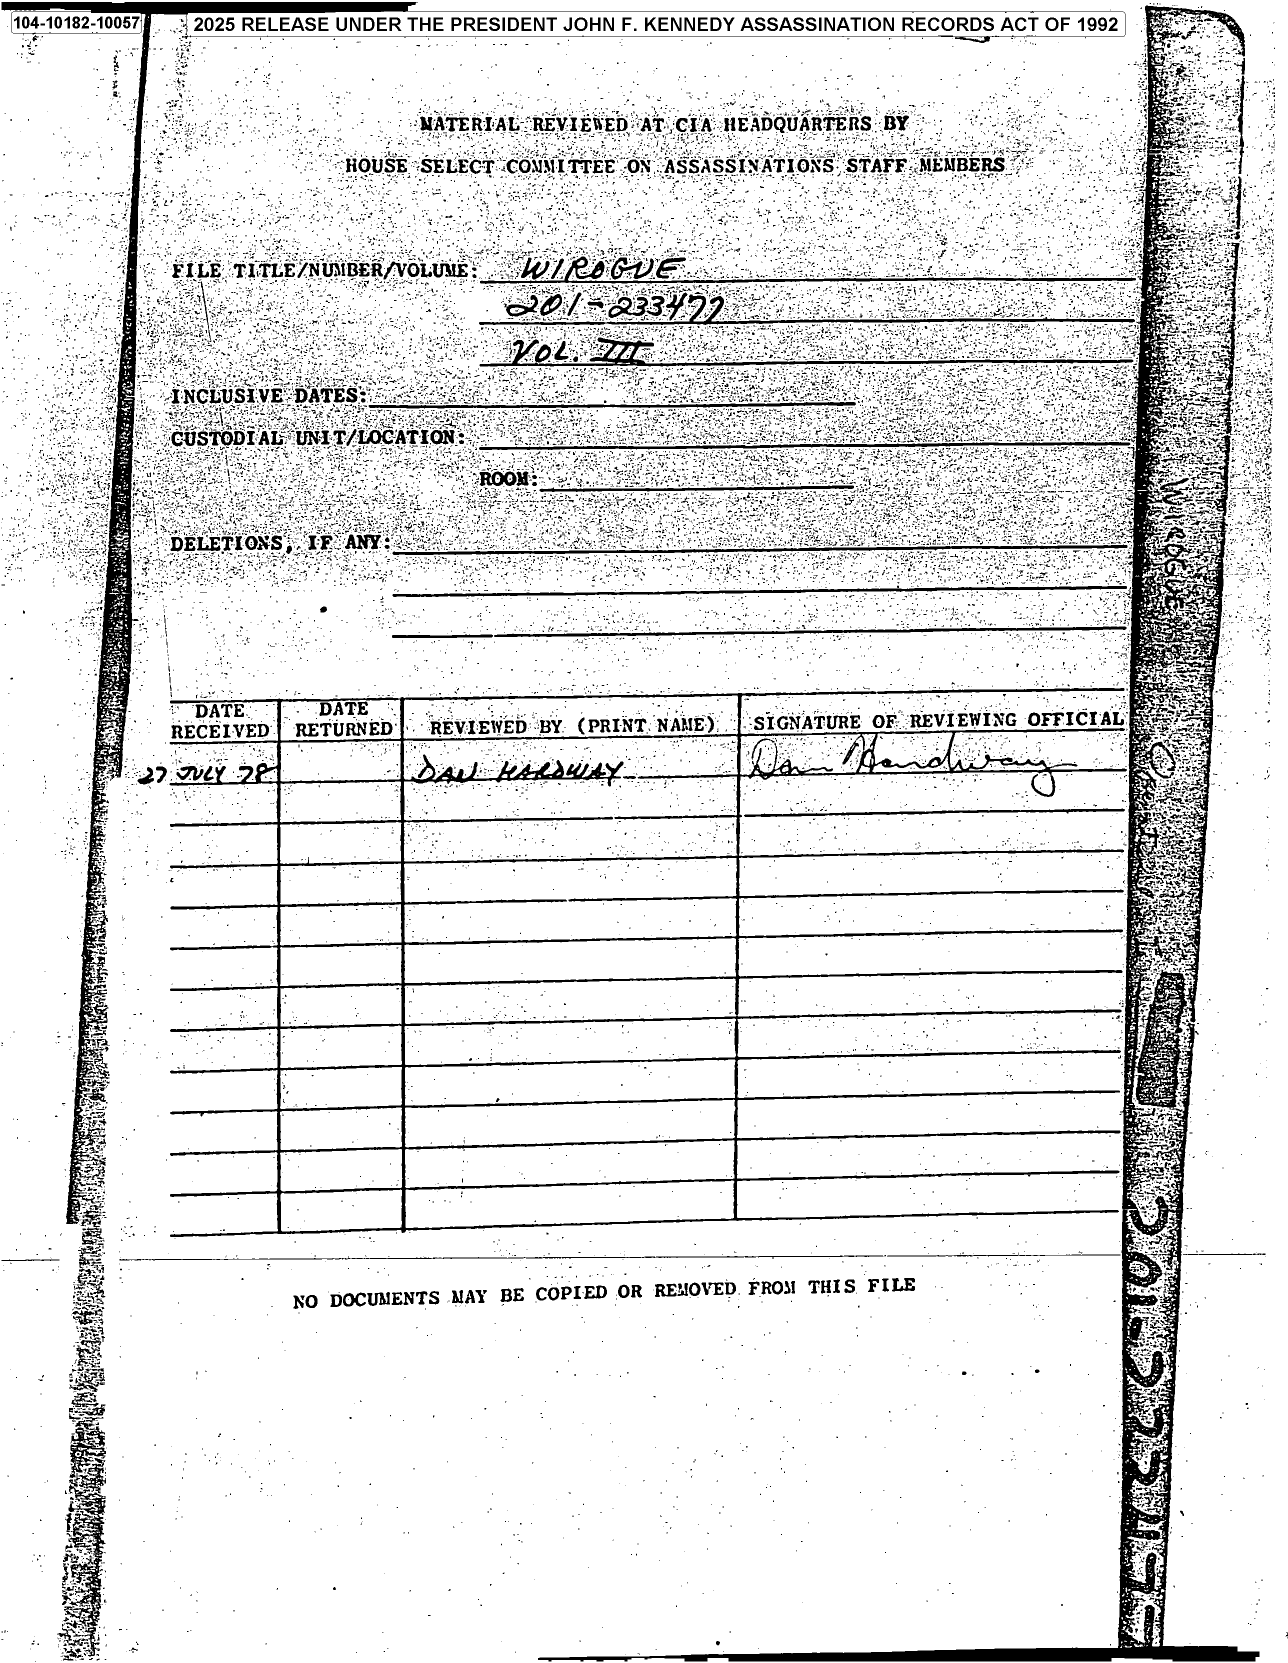 104-10182-10057
2025 RELEASE UNDER THE PRESIDENT JOHN F. KENNEDY ASSASSINATION RECORDS ACT OF 1992
MATERIAL REVIEWED AT CIA HEADQUARTERS BY
HOUSE SELECT COMMITTEE ON ASSASSINATIONS STAFF MEMBERS
FILE TITLE/NUMBER/VOLUME: WIROGUE
201-233477
VOL. III
INCLUSIVE DATES:
CUSTODIAL UNIT/LOCATION:
ROOM:
DELETIONS, IF ANY:
DATE RECEIVED
DATE RETURNED
REVIEWED BY (PRINT NAME)
SIGNATURE OF REVIEWING OFFICIAL
27 JULY 78 DAN HARDWAY Dan Hardway
NO DOCUMENTS MAY BE COPIED OR REMOVED FROM THIS FILE
WIROGUE